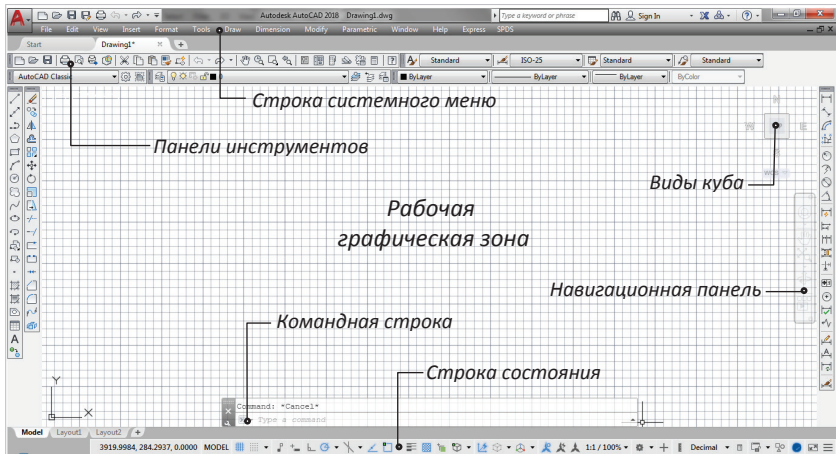 Autodesk AutoCAD 2018 Drawing1.dwg
Type a keyword or phrase
Sign In
File Edit View Insert Format Tools Draw Dimension Modify Parametric Window Help Express SPDS
Start Drawing1*
Standard ISO-25 Standard Standard
AutoCAD Classic 0 ByLayer ByLayer ByLayer ByColor
Строка системного меню
Панели инструментов
Виды куба
Рабочая
графическая зона
Навигационная панель
Командная строка
Строка состояния
Y
X
Command: *Cancel*
Type a command
Model Layout1 Layout2 +
3919.9984, 284.2937, 0.0000 MODEL 1:1 / 100% Decimal